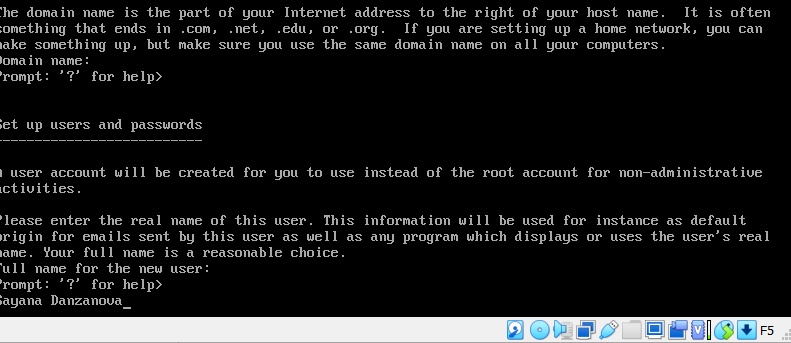 The domain name is the part of your Internet address to the right of your host name.  It is often
something that ends in .com, .net, .edu, or .org.  If you are setting up a home network, you can
make something up, but make sure you use the same domain name on all your computers.
Domain name:
Prompt: '?' for help>
Set up users and passwords
--------------------------
A user account will be created for you to use instead of the root account for non-administrative
activities.
Please enter the real name of this user. This information will be used for instance as default
origin for emails sent by this user as well as any program which displays or uses the user's real
name. Your full name is a reasonable choice.
Full name for the new user:
Prompt: '?' for help>
Sayana Danzanova_
F5